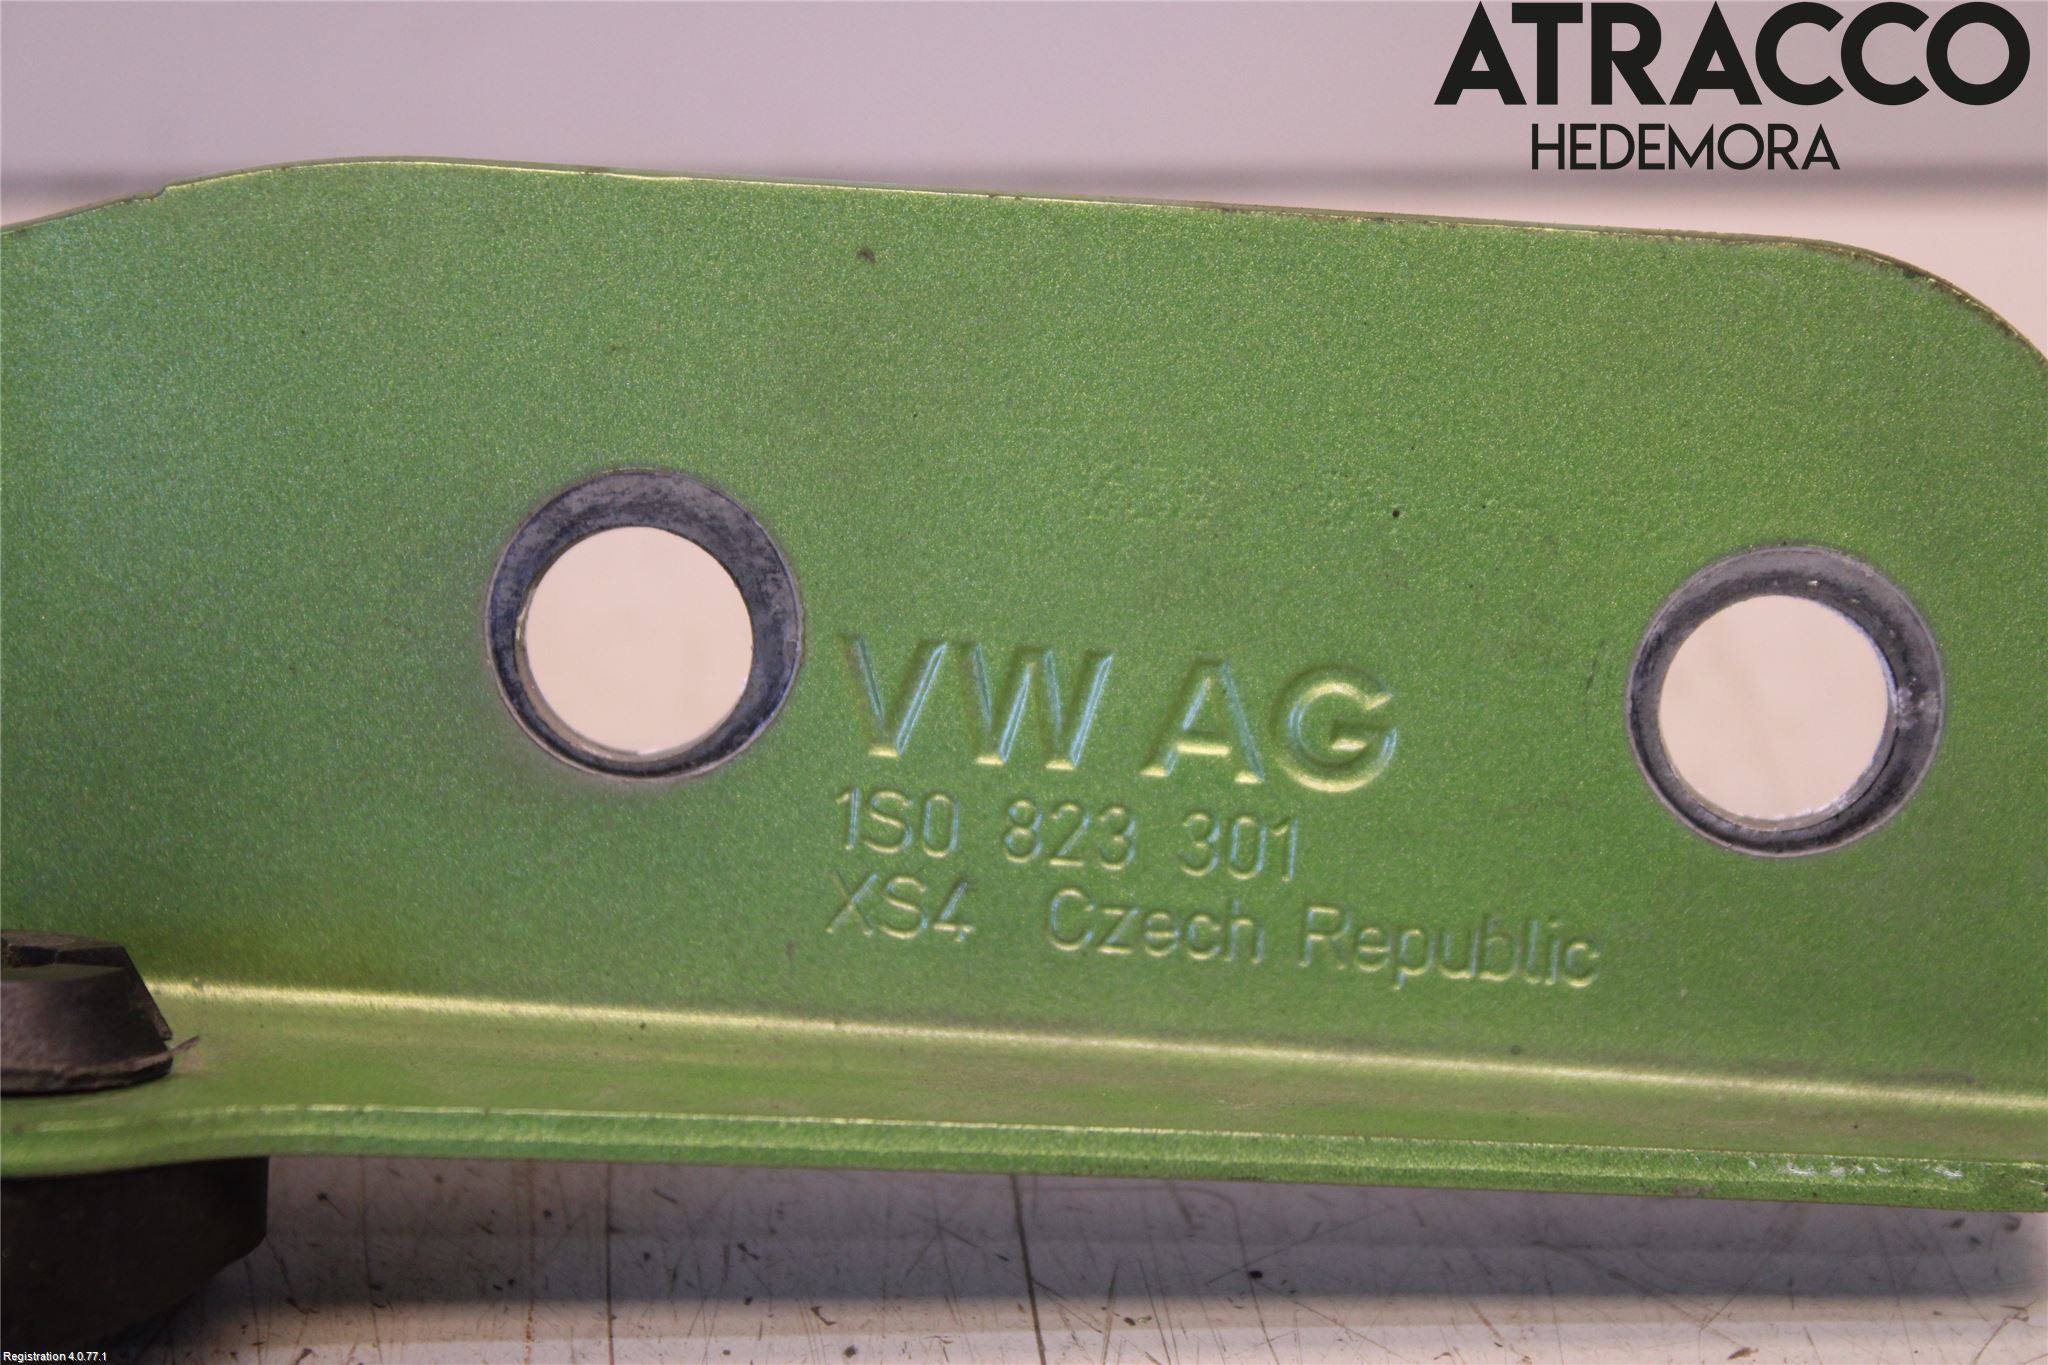 ATRACCO
HEDEMORA
VW AG
1S0 823 301
XS4 Czech Republic
Registration 4.0.77.1